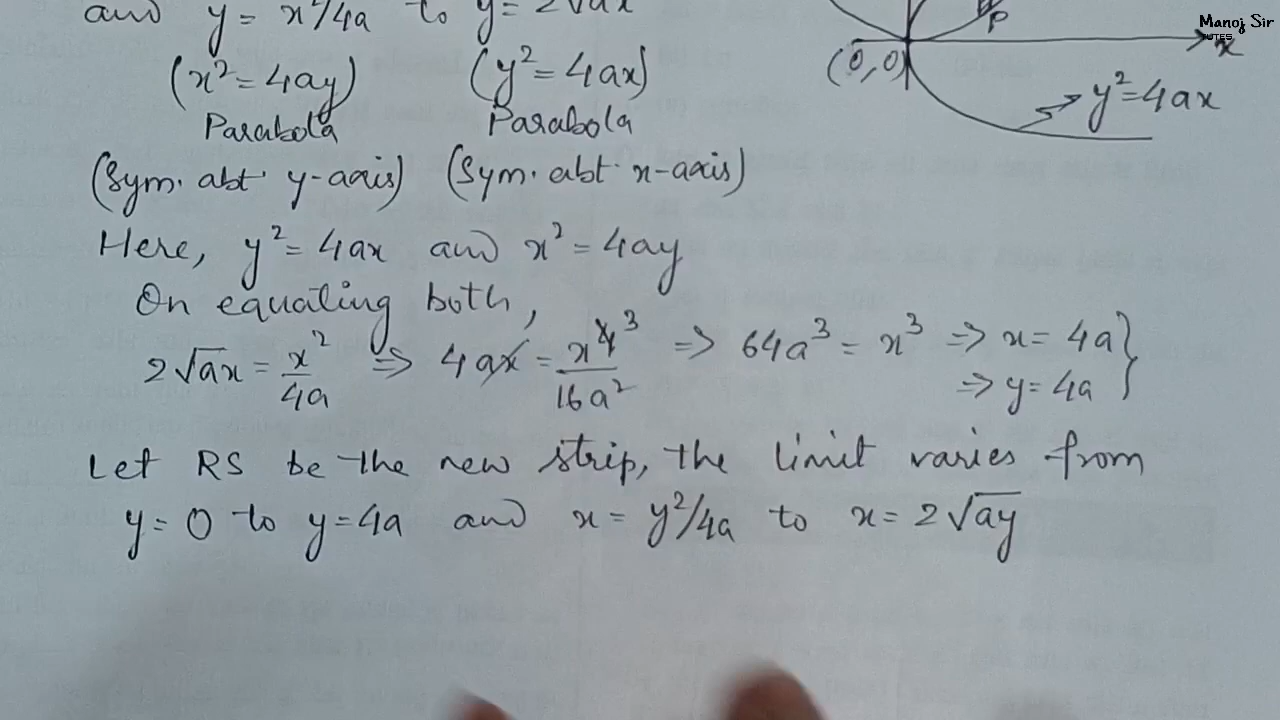 and y = x²/4a to y = 2√ax
(x² = 4ay) (y² = 4ax)
Parabola Parabola
(Sym. abt. y-axis) (Sym. abt. x-axis)
Here, y² = 4ax and x² = 4ay
On equating both,
2√ax = x²/4a ⇒ 4ax = x⁴³/16a² ⇒ 64a³ = x³ ⇒ x = 4a }
⇒ y = 4a
Let RS be the new strip, the limit varies from
y = 0 to y = 4a and x = y²/4a to x = 2√ay
P
Manoj Sir
x
(0,0)
y² = 4ax